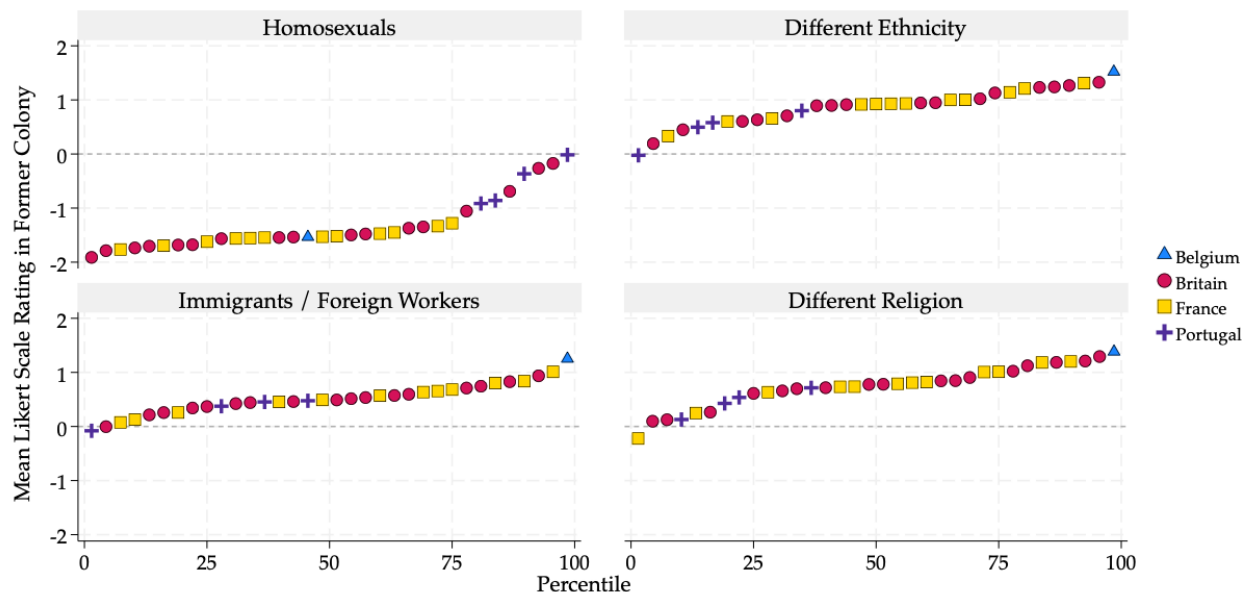 Homosexuals
Different Ethnicity
2
1
0
-1
-2
2
1
0
-1
-2
Immigrants / Foreign Workers
Different Religion
Mean Likert Scale Rating in Former Colony
0
25
50
75
100
0
25
50
75
100
Percentile
Belgium
Britain
France
Portugal